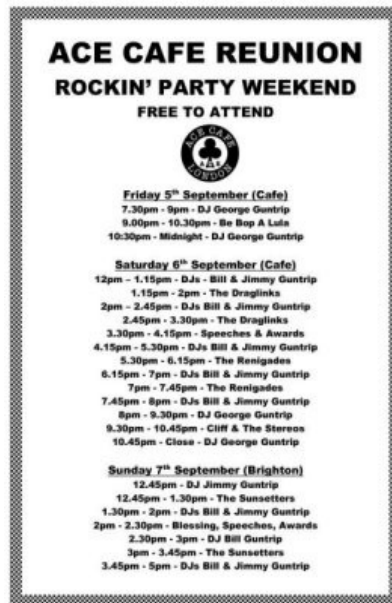 ACE CAFE REUNION
ROCKIN' PARTY WEEKEND
FREE TO ATTEND
ACE CAFE
LONDON
Friday 5th September (Cafe)
7.30pm - 9pm - DJ George Guntrip
9.00pm - 10.30pm - Be Bop A Lula
10:30pm - Midnight - DJ George Guntrip
Saturday 6th September (Cafe)
12pm – 1.15pm - DJs - Bill & Jimmy Guntrip
1.15pm - 2pm - The Draglinks
2pm – 2.45pm - DJs Bill & Jimmy Guntrip
2.45pm - 3.30pm - The Draglinks
3.30pm - 4.15pm - Speeches & Awards
4.15pm - 5.30pm - DJs Bill & Jimmy Guntrip
5.30pm - 6.15pm - The Renigades
6.15pm - 7pm - DJs Bill & Jimmy Guntrip
7pm - 7.45pm - The Renigades
7.45pm - 8pm - DJs Bill & Jimmy Guntrip
8pm - 9.30pm - DJ George Guntrip
9.30pm - 10.45pm - Cliff & The Stereos
10.45pm - Close - DJ George Guntrip
Sunday 7th September (Brighton)
12.45pm - DJ Jimmy Guntrip
12.45pm - 1.30pm - The Sunsetters
1.30pm - 2pm - DJs Bill & Jimmy Guntrip
2pm - 2.30pm - Blessing, Speeches, Awards
2.30pm - 3pm - DJ Bill Guntrip
3pm - 3.45pm - The Sunsetters
3.45pm - 5pm - DJs Bill & Jimmy Guntrip